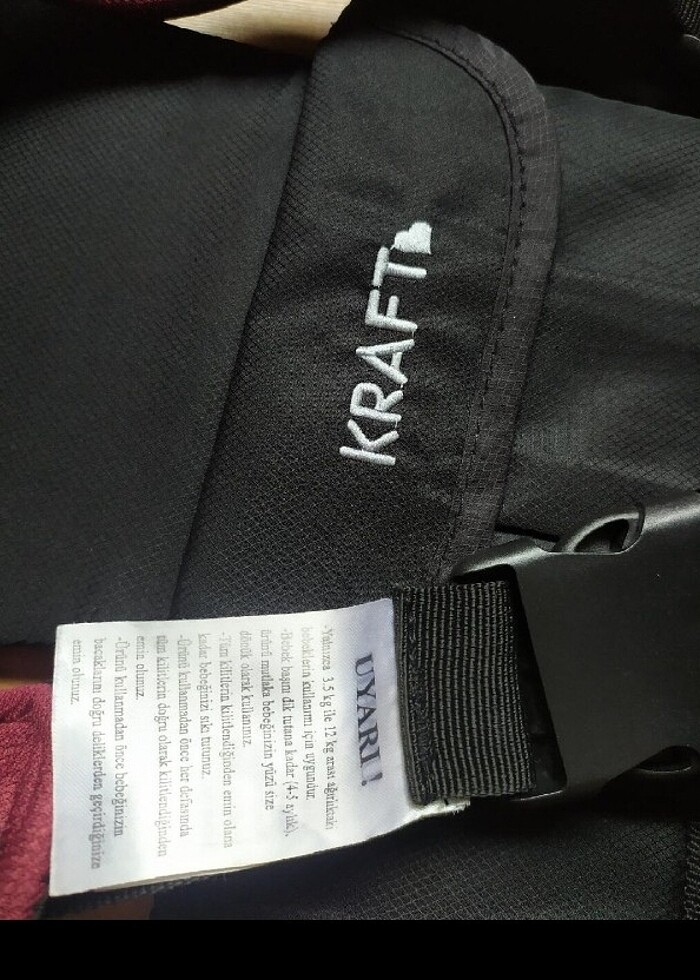 KRAFT
UYARI!
-Yalnızca 3.5 kg ile 12 kg arası ağırlıktaki
bebeklerin kullanımı için uygundur.
-Bebek başını dik tutana kadar (4-5 aylık),
ürünü mutlaka bebeğinizin yüzü size
dönük olarak kullanınız.
-Tüm kilitlerin kilitlendiğinden emin olana
kadar bebeğinizi sıkı tutunuz.
-Ürünü kullanmadan önce her defasında
tüm kilitlerin doğru olarak kilitlendiğinden
emin olunuz.
-Ürünü kullanmadan önce bebeğinizin
bacaklarını doğru deliklerden geçirdiğinize
emin olunuz.